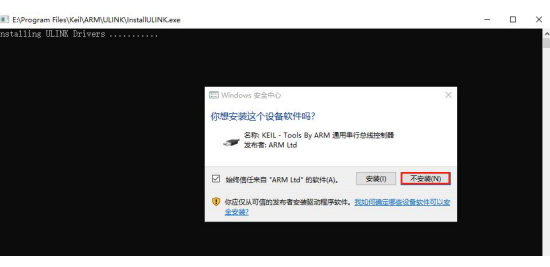 E:\Program Files\Keil\ARM\ULINK\InstallULINK.exe
nstalling ULINK Drivers ...........
Windows 安全中心
你想安装这个设备软件吗?
名称: KEIL - Tools By ARM 通用串行总线控制器
发布者: ARM Ltd
始终信任来自 "ARM Ltd" 的软件(A)。
安装(I)
不安装(N)
你应仅从可信的发布者安装驱动程序软件。我如何确定哪些设备软件可以安
全安装?